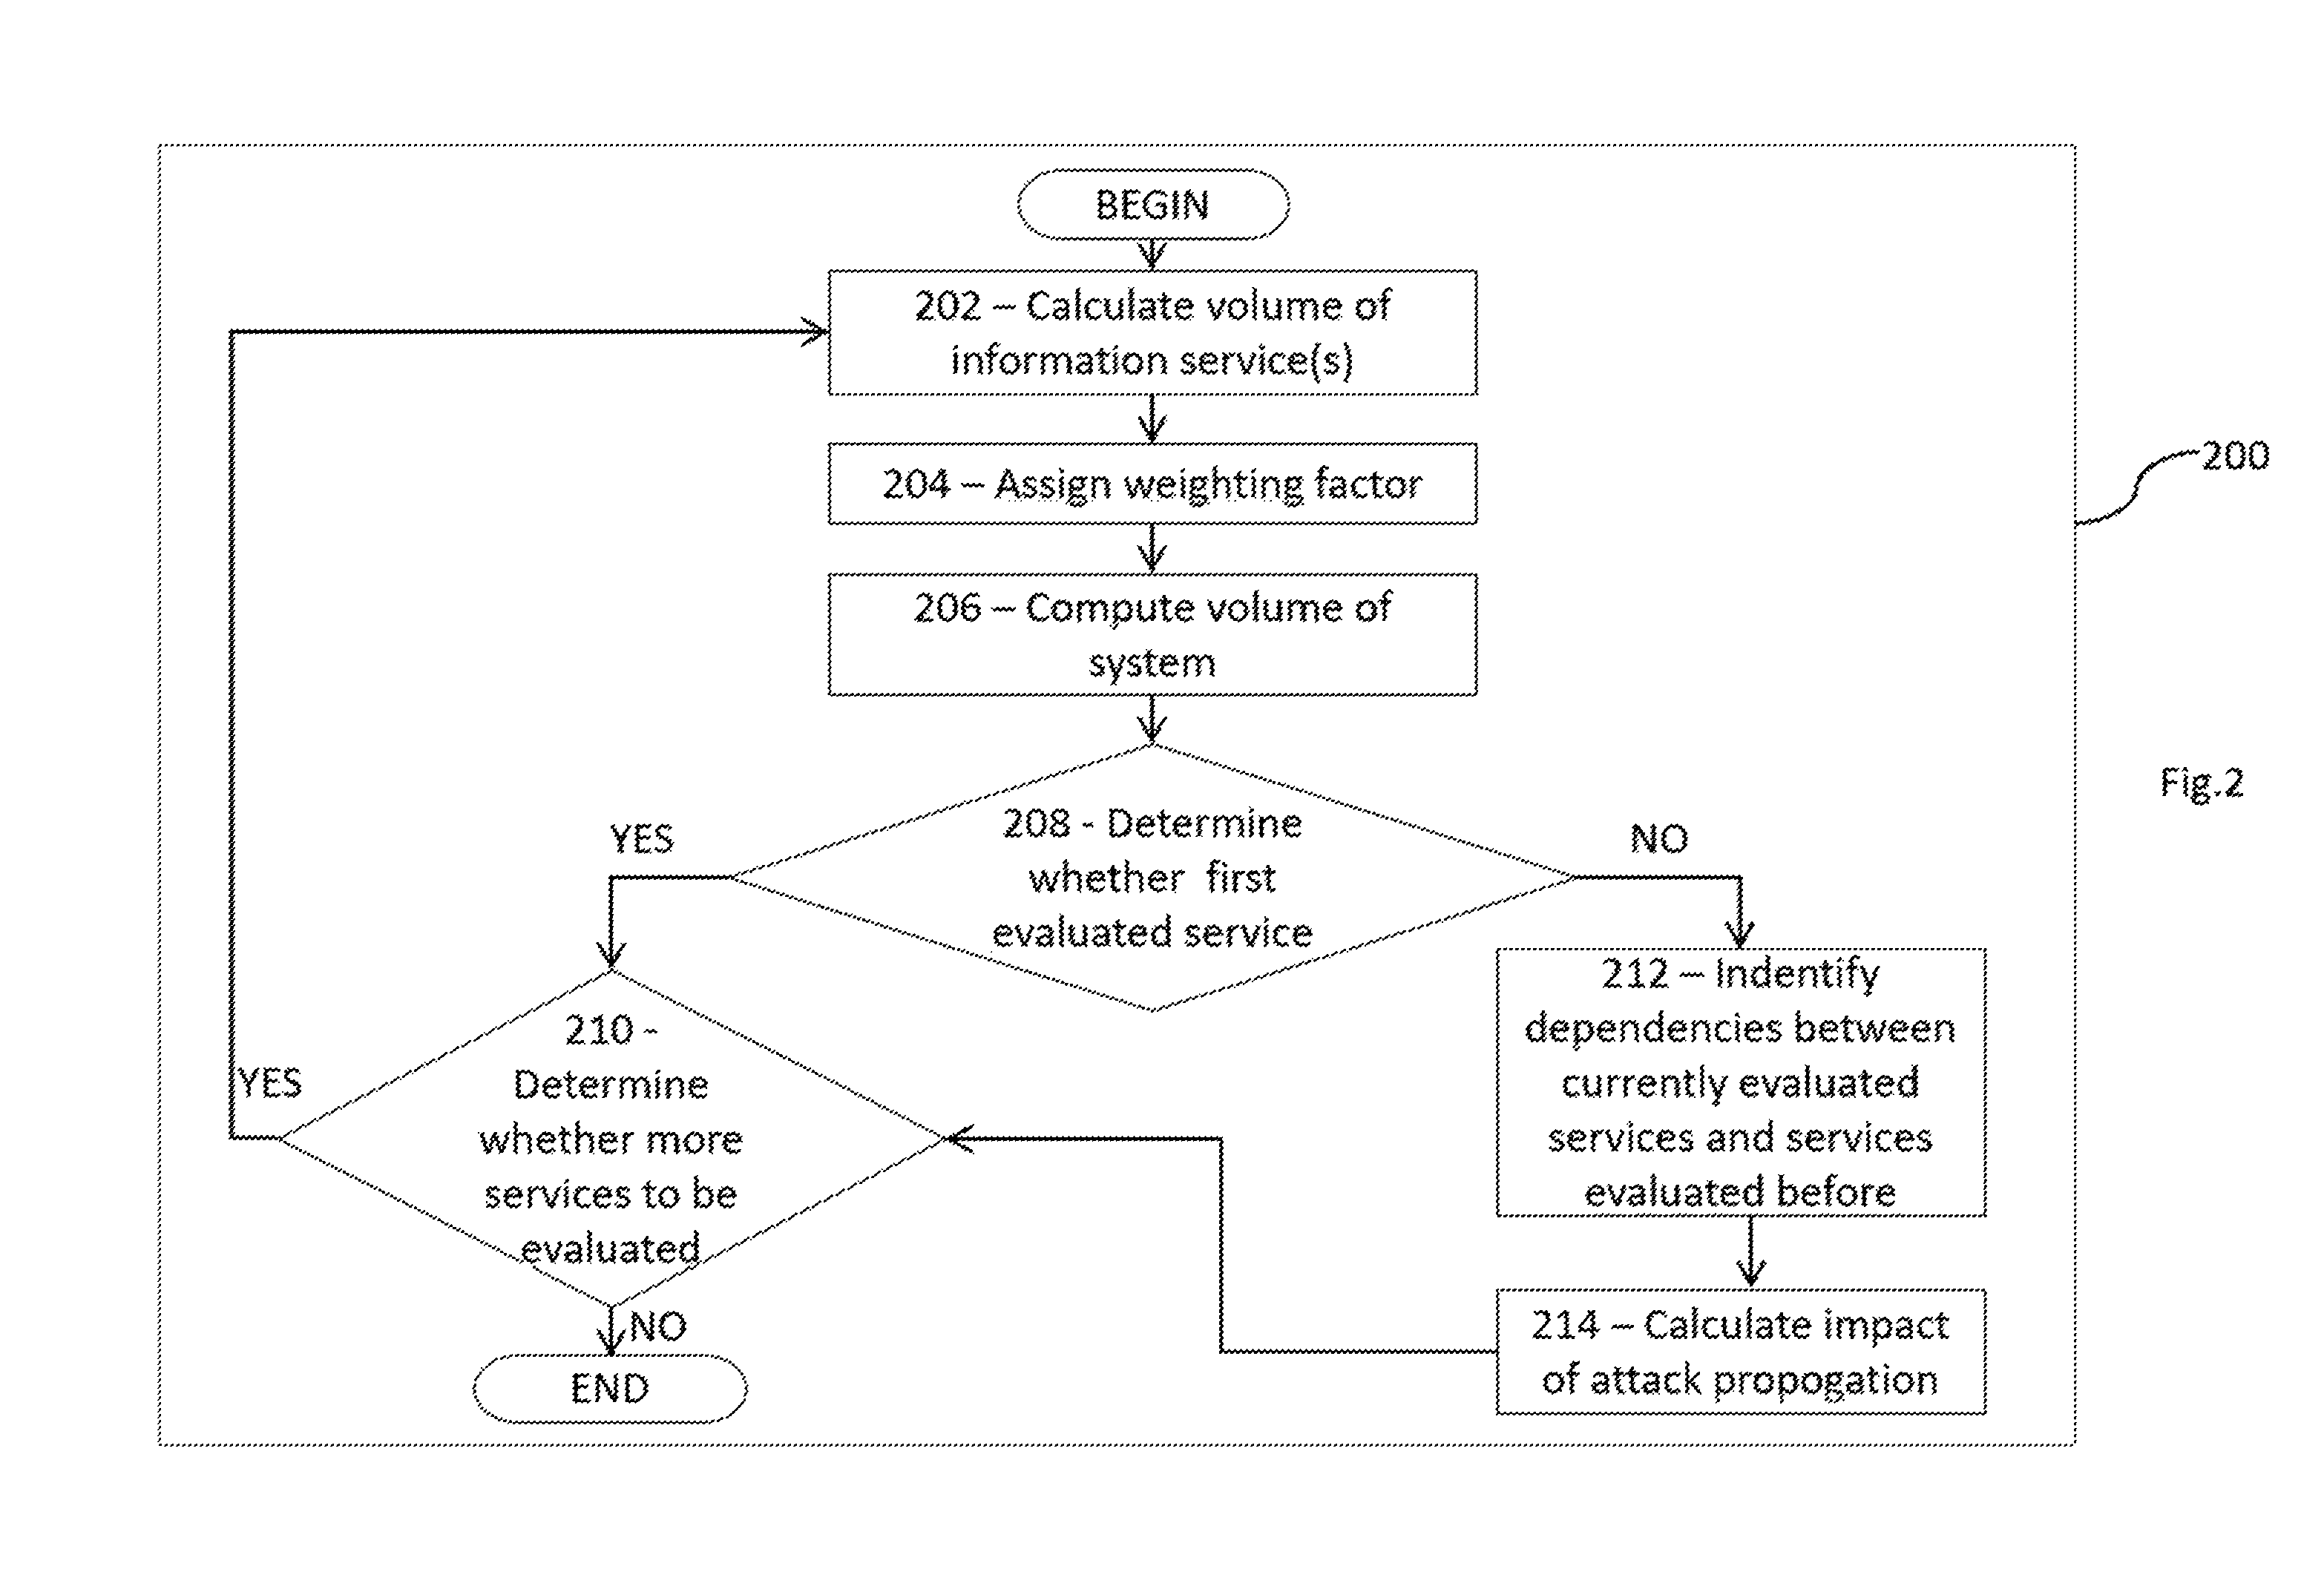 BEGIN
202 – Calculate volume of
information service(s)
204 – Assign weighting factor
200
206 – Compute volume of
system
Fig.2
208 - Determine
whether first
evaluated service
YES
NO
212 – Indentify
dependencies between
currently evaluated
services and services
evaluated before
210 -
Determine
whether more
services to be
evaluated
YES
NO
214 – Calculate impact
of attack propogation
END